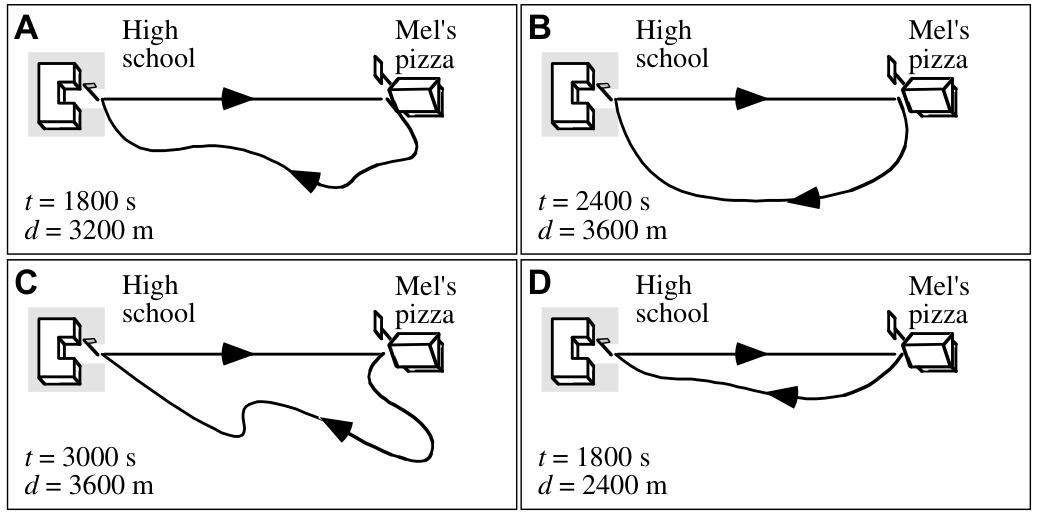 A
High
school
Mel's
pizza
t = 1800 s
d = 3200 m
B
High
school
Mel's
pizza
t = 2400 s
d = 3600 m
C
High
school
Mel's
pizza
t = 3000 s
d = 3600 m
D
High
school
Mel's
pizza
t = 1800 s
d = 2400 m